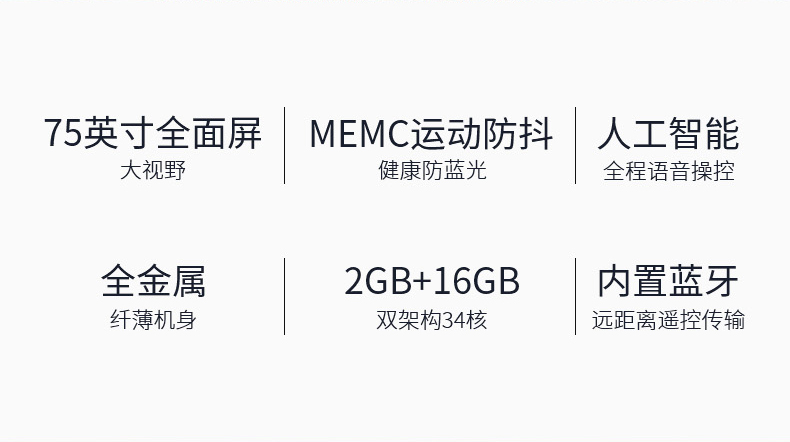 75英寸全面屏
大视野
MEMC运动防抖
健康防蓝光
人工智能
全程语音操控
全金属
纤薄机身
2GB+16GB
双架构34核
内置蓝牙
远距离遥控传输